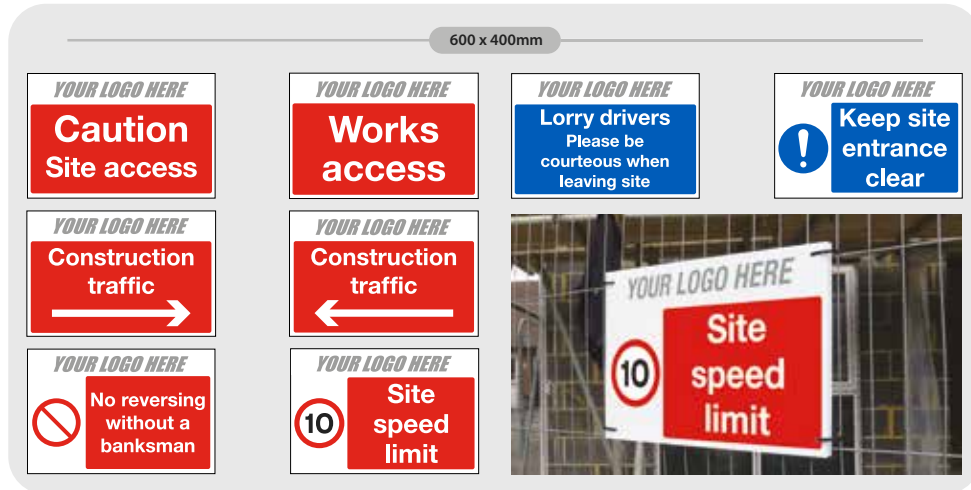 600 x 400mm
YOUR LOGO HERE
Caution
Site access
YOUR LOGO HERE
Works
access
YOUR LOGO HERE
Lorry drivers
Please be
courteous when
leaving site
YOUR LOGO HERE
Keep site
entrance
clear
YOUR LOGO HERE
Construction
traffic
YOUR LOGO HERE
Construction
traffic
YOUR LOGO HERE
No reversing
without a
banksman
YOUR LOGO HERE
10
Site
speed
limit
YOUR LOGO HERE
10
Site
speed
limit